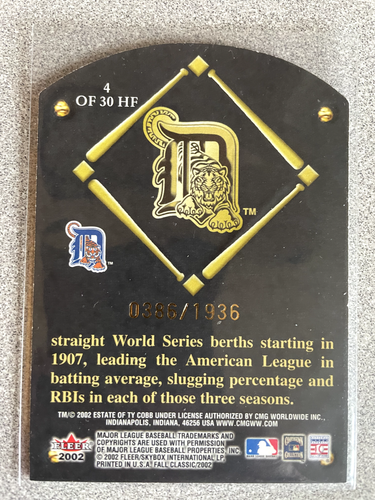 4
OF 30 HF
D
TM
D
0386/1936
straight World Series berths starting in
1907, leading the American League in
batting average, slugging percentage and
RBIs in each of those three seasons.
TM/© 2002 ESTATE OF TY COBB UNDER LICENSE AUTHORIZED BY CMG WORLDWIDE INC.,
INDIANAPOLIS, INDIANA, 46256 USA WWW.CMGWW.COM
MAJOR LEAGUE BASEBALL TRADEMARKS AND
COPYRIGHTS ARE USED WITH PERMISSION
OF MAJOR LEAGUE BASEBALL PROPERTIES, INC.
© 2002 FLEER/SKYBOX INTERNATIONAL LP.
PRINTED IN U.S.A. FALL CLASSIC/2002
FLEER
2002